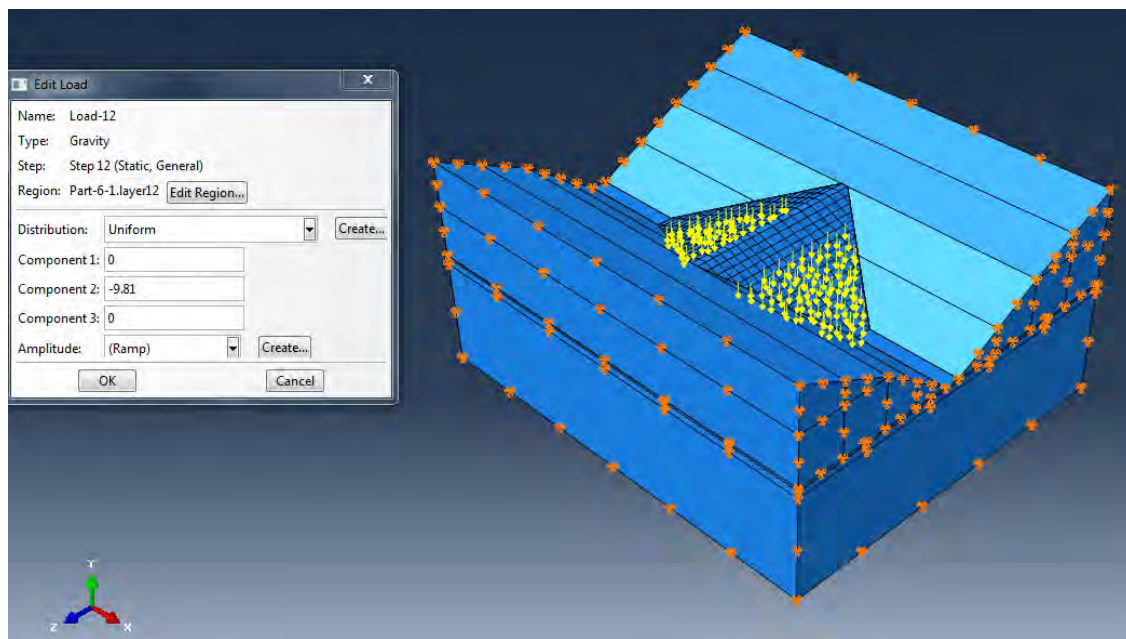 Edit Load
Name: Load-12
Type: Gravity
Step: Step 12 (Static, General)
Region: Part-6-1.layer12 Edit Region...
Distribution: Uniform Create...
Component 1: 0
Component 2: -9.81
Component 3: 0
Amplitude: (Ramp) Create...
OK Cancel
Y
Z X